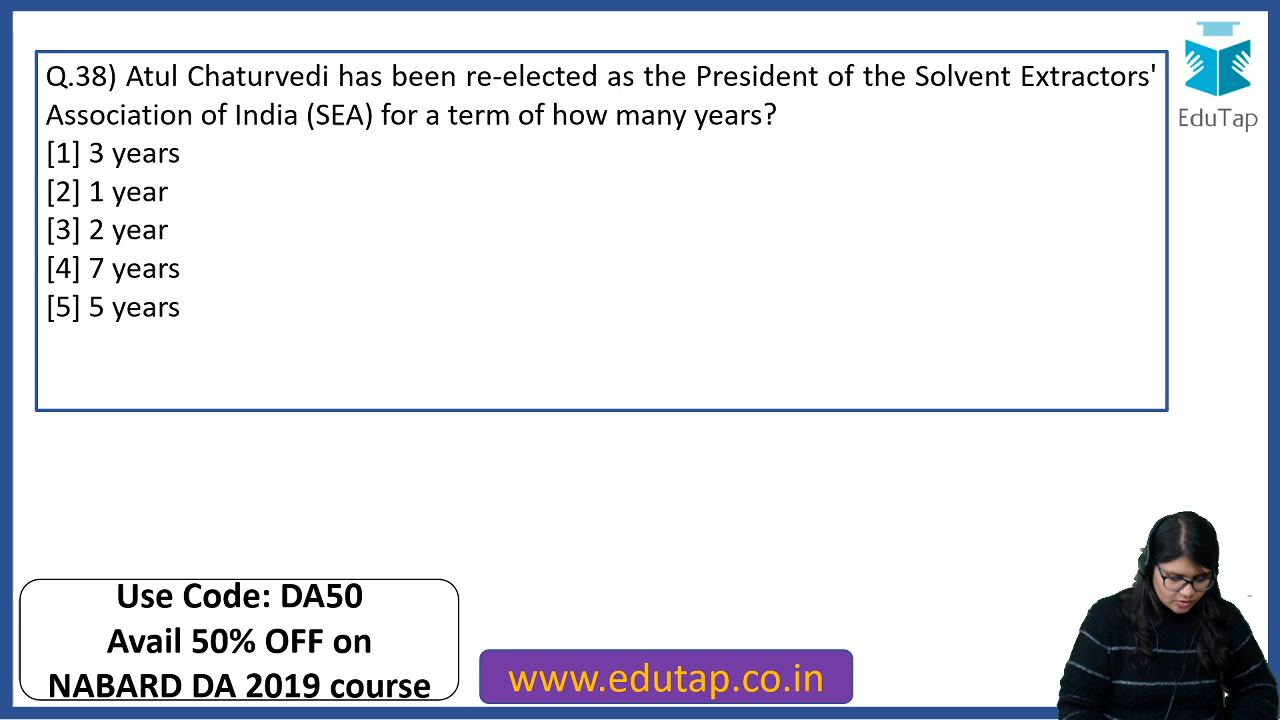 Q.38) Atul Chaturvedi has been re-elected as the President of the Solvent Extractors'
Association of India (SEA) for a term of how many years?
[1] 3 years
[2] 1 year
[3] 2 year
[4] 7 years
[5] 5 years
EduTap
Use Code: DA50
Avail 50% OFF on
NABARD DA 2019 course
www.edutap.co.in